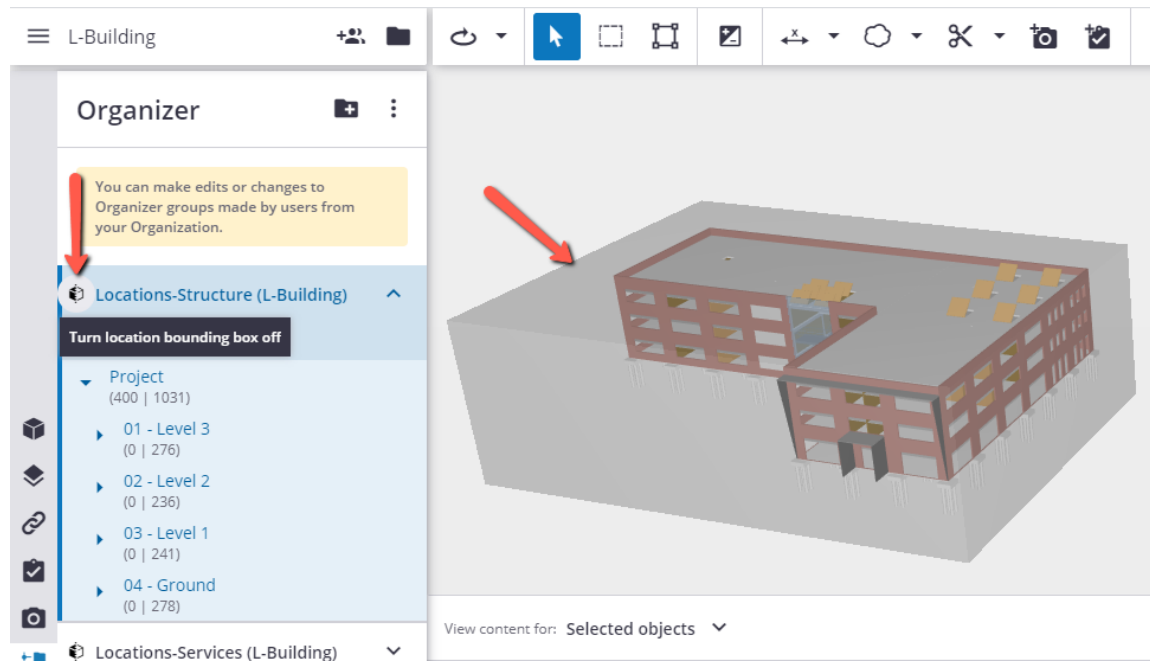 L-Building
Organizer
You can make edits or changes to
Organizer groups made by users from
your Organization.
Locations-Structure (L-Building)
Turn location bounding box off
Project
(400 | 1031)
01 - Level 3
(0 | 276)
02 - Level 2
(0 | 236)
03 - Level 1
(0 | 241)
04 - Ground
(0 | 278)
Locations-Services (L-Building)
View content for: Selected objects